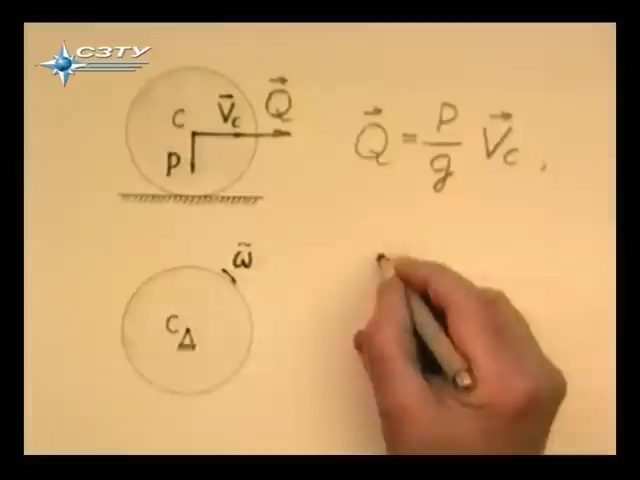 СЗТУ
C V⃗c Q⃗
P
Q⃗ = P/g V⃗c ,
ω̃
C